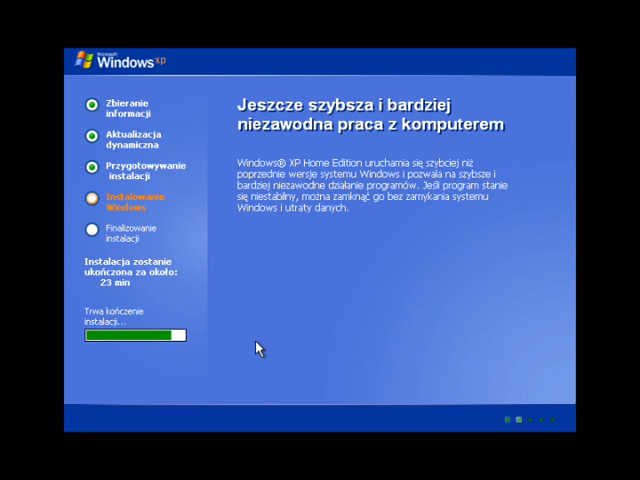 Microsoft
Windows xp
Zbieranie
informacji
Aktualizacja
dynamiczna
Przygotowywanie
instalacji
Instalowanie
Windows
Finalizowanie
instalacji
Instalacja zostanie
ukończona za około:
23 min
Trwa kończenie
instalacji...
Jeszcze szybsza i bardziej
niezawodna praca z komputerem
Windows® XP Home Edition uruchamia się szybciej niż
poprzednie wersje systemu Windows i pozwala na szybsze i
bardziej niezawodne działanie programów. Jeśli program stanie
się niestabilny, można zamknąć go bez zamykania systemu
Windows i utraty danych.